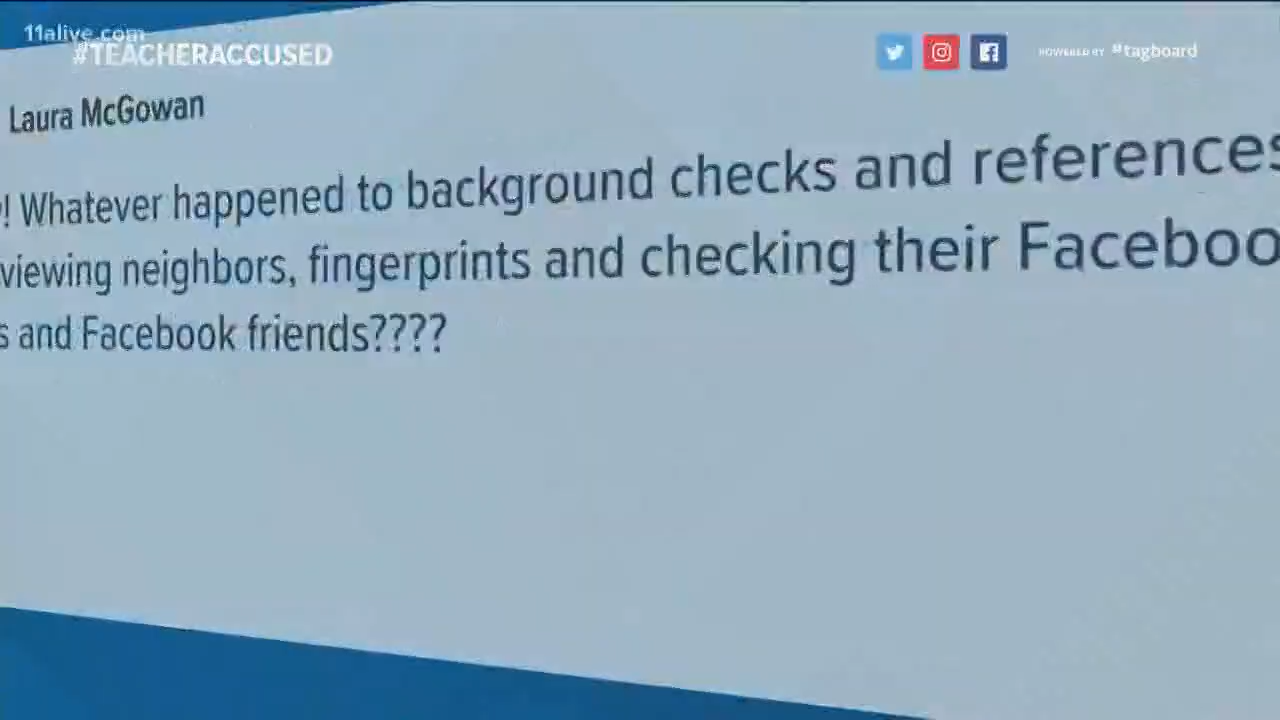 11alive.com
#TEACHERACCUSED
POWERED BY #tagboard
Laura McGowan
! Whatever happened to background checks and references
viewing neighbors, fingerprints and checking their Faceboo
s and Facebook friends????